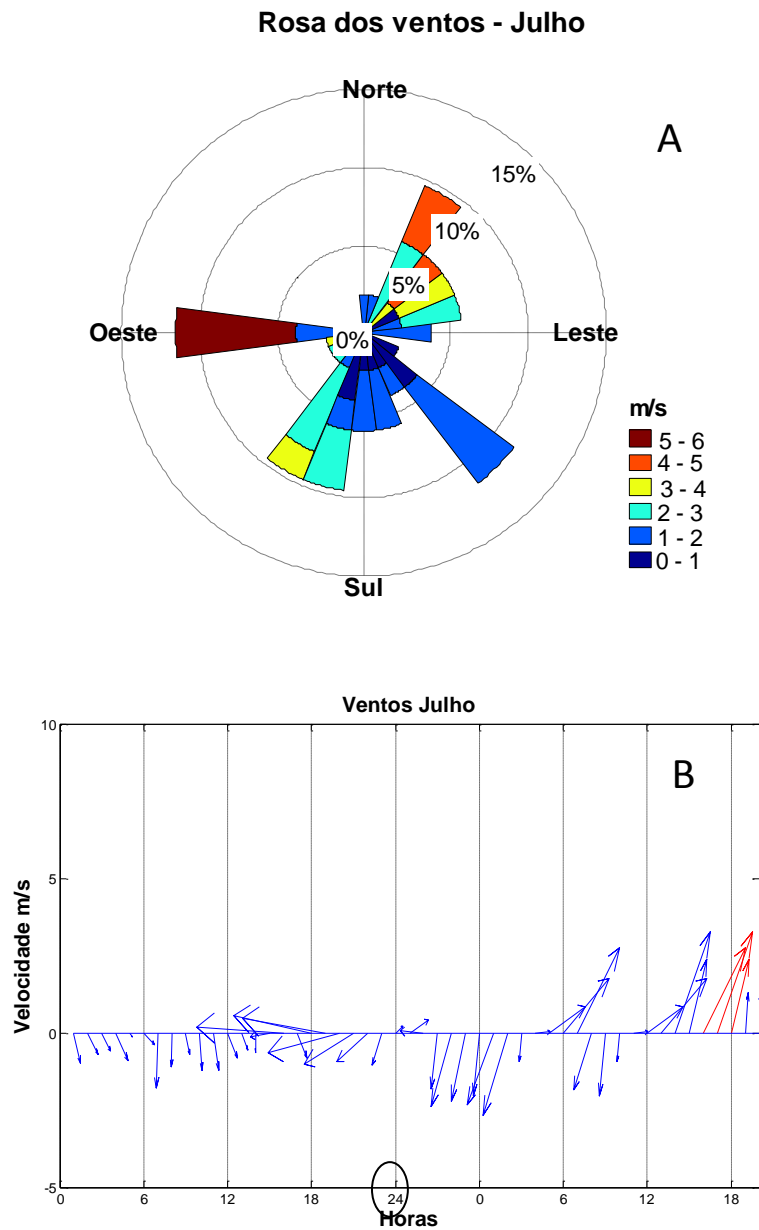 Rosa dos ventos - Julho
Norte
A
15%
10%
5%
Oeste
0%
Leste
m/s
5 - 6
4 - 5
3 - 4
2 - 3
1 - 2
0 - 1
Sul
Ventos Julho
10
B
5
Velocidade m/s
0
-5
0 6 12 18 24 0 6 12 18
Horas